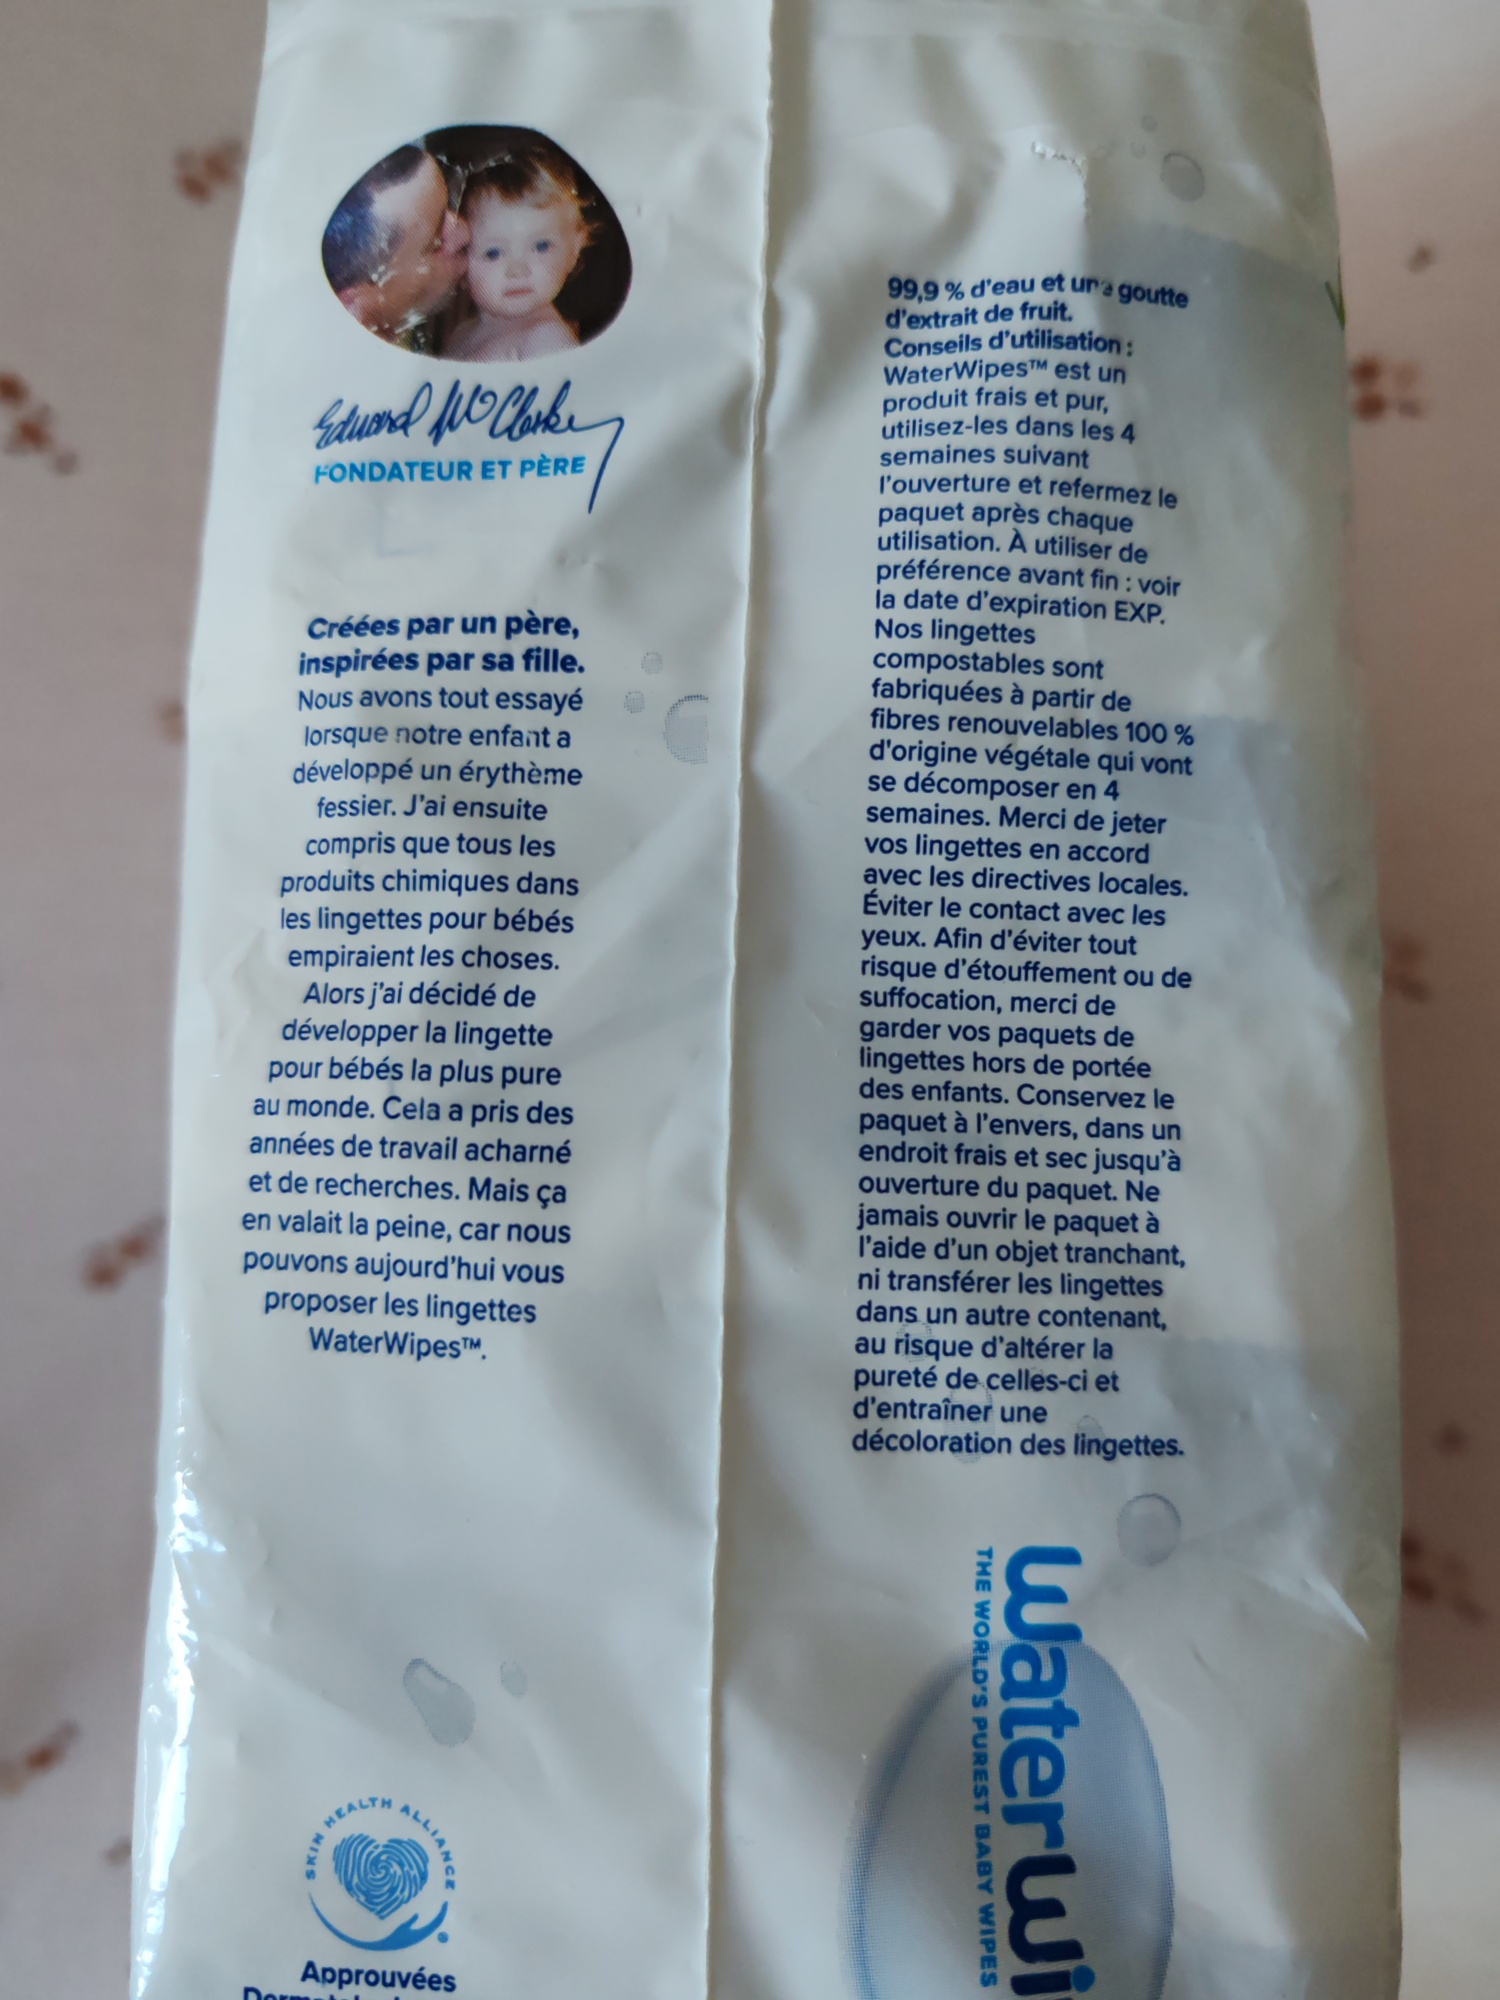 Edward McCloskey
FONDATEUR ET PÈRE
Créées par un père,
inspirées par sa fille.
Nous avons tout essayé
lorsque notre enfant a
développé un érythème
fessier. J'ai ensuite
compris que tous les
produits chimiques dans
les lingettes pour bébés
empiraient les choses.
Alors j'ai décidé de
développer la lingette
pour bébés la plus pure
au monde. Cela a pris des
années de travail acharné
et de recherches. Mais ça
en valait la peine, car nous
pouvons aujourd'hui vous
proposer les lingettes
WaterWipes™.
SKIN HEALTH ALLIANCE
®
Approuvées
99,9 % d'eau et une goutte
d'extrait de fruit.
Conseils d'utilisation :
WaterWipes™ est un
produit frais et pur,
utilisez-les dans les 4
semaines suivant
l'ouverture et refermez le
paquet après chaque
utilisation. À utiliser de
préférence avant fin : voir
la date d'expiration EXP.
Nos lingettes
compostables sont
fabriquées à partir de
fibres renouvelables 100 %
d'origine végétale qui vont
se décomposer en 4
semaines. Merci de jeter
vos lingettes en accord
avec les directives locales.
Éviter le contact avec les
yeux. Afin d'éviter tout
risque d'étouffement ou de
suffocation, merci de
garder vos paquets de
lingettes hors de portée
des enfants. Conservez le
paquet à l'envers, dans un
endroit frais et sec jusqu'à
ouverture du paquet. Ne
jamais ouvrir le paquet à
l'aide d'un objet tranchant,
ni transférer les lingettes
dans un autre contenant,
au risque d'altérer la
pureté de celles-ci et
d'entraîner une
décoloration des lingettes.
waterwi
THE WORLD'S PUREST BABY WIPES